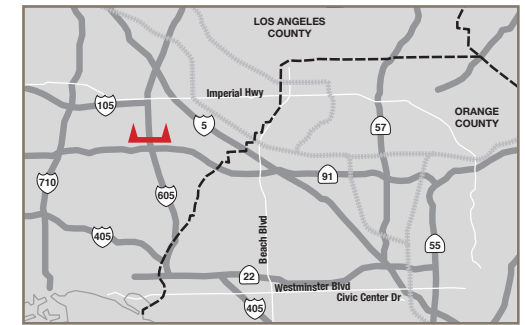 LOS ANGELES
COUNTY
Imperial Hwy
105
5
57
ORANGE
COUNTY
710
605
91
405
55
Beach Blvd
22
Westminster Blvd
Civic Center Dr
405